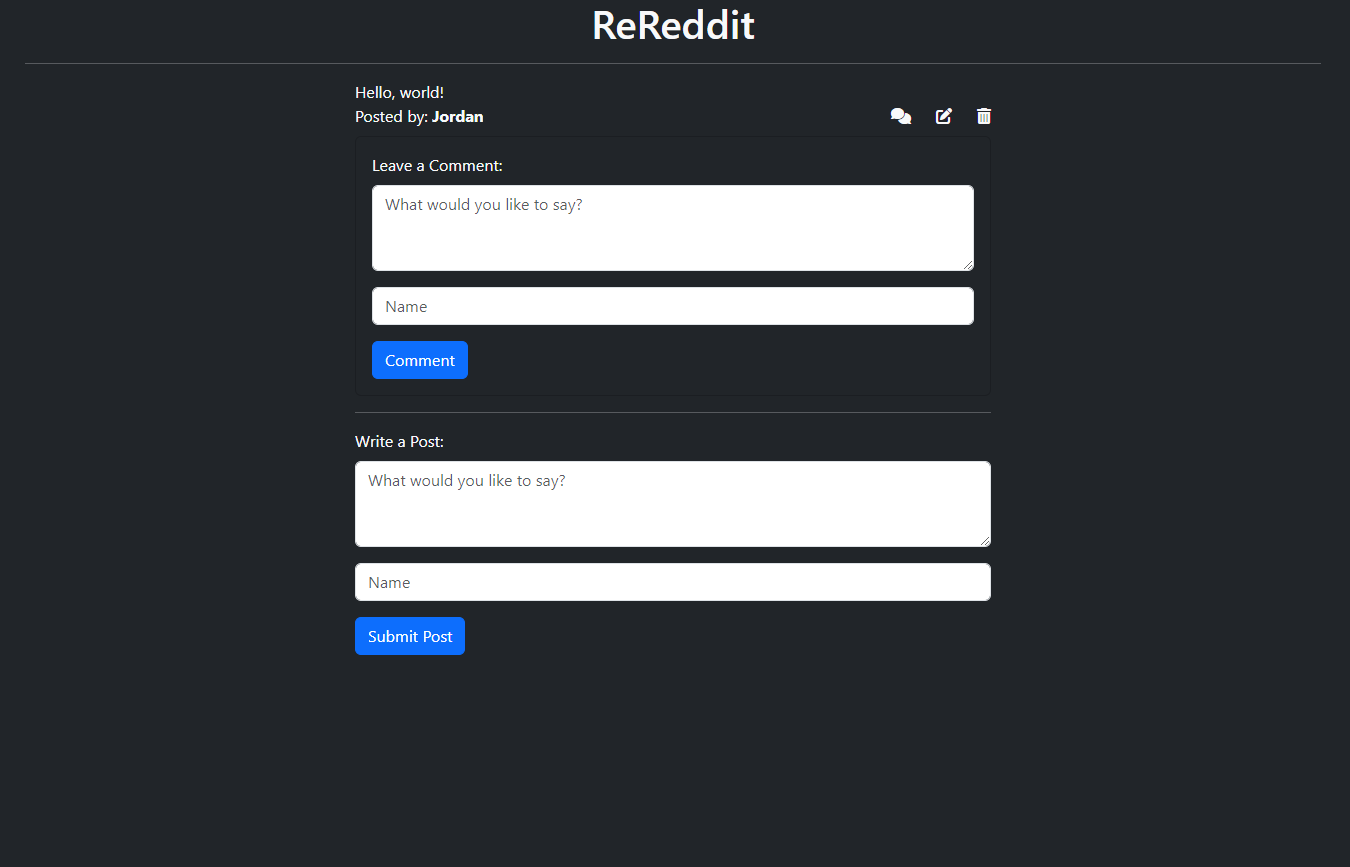 ReReddit
Hello, world!
Posted by: Jordan
Leave a Comment:
What would you like to say?
Name
Comment
Write a Post:
What would you like to say?
Name
Submit Post